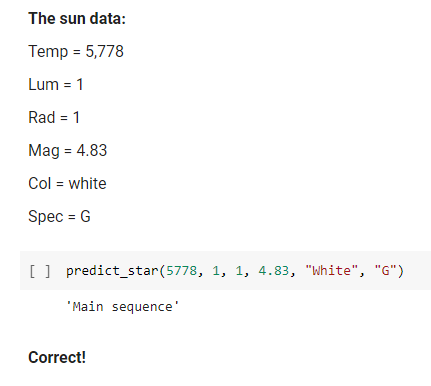 The sun data:
Temp = 5,778
Lum = 1
Rad = 1
Mag = 4.83
Col = white
Spec = G
[ ] predict_star(5778, 1, 1, 4.83, "White", "G")
'Main sequence'
Correct!